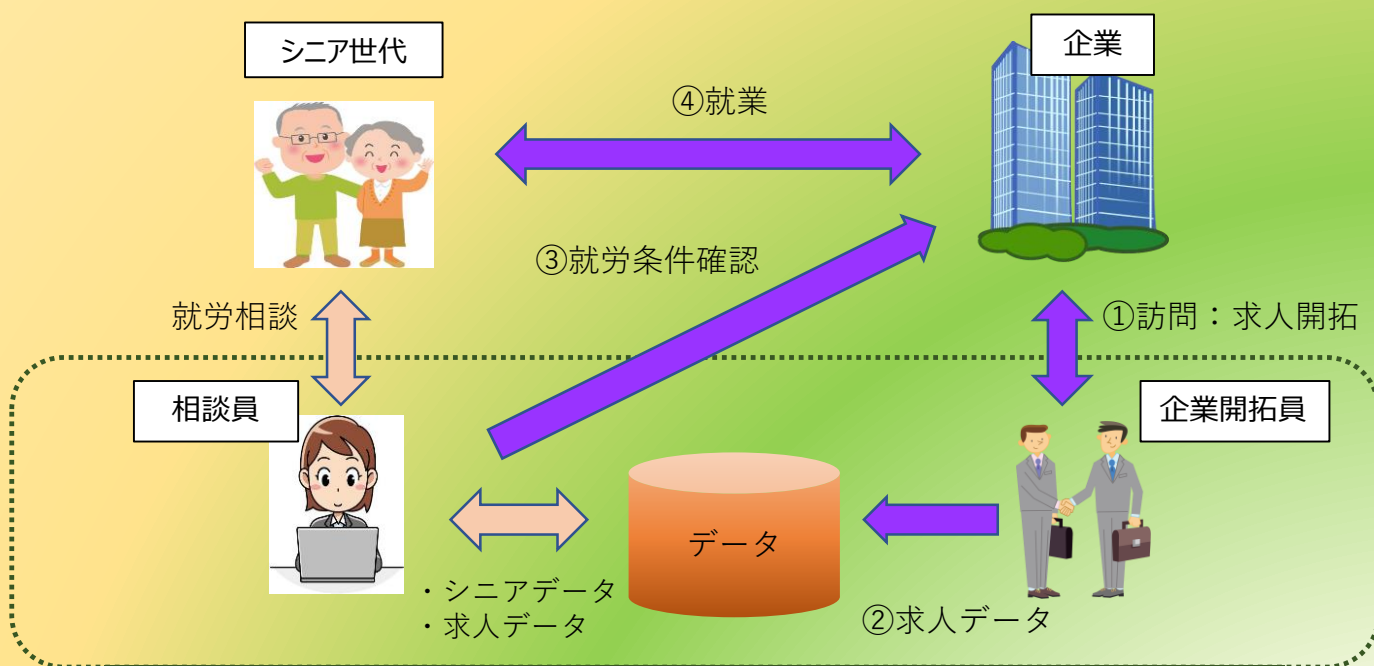 シニア世代
企業
④就業
③就労条件確認
就労相談
①訪問：求人開拓
相談員
企業開拓員
データ
・シニアデータ
・求人データ
②求人データ